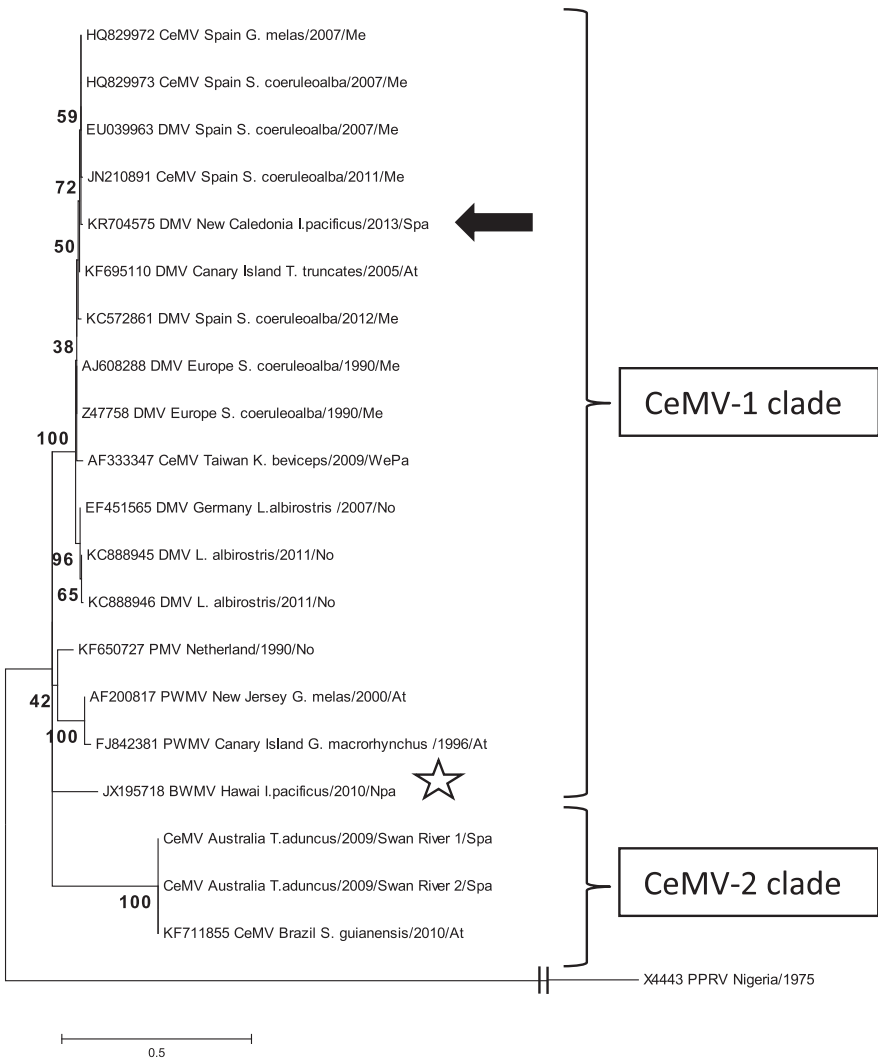 HQ829972 CeMV Spain G. melas/2007/Me
HQ829973 CeMV Spain S. coeruleoalba/2007/Me
59
EU039963 DMV Spain S. coeruleoalba/2007/Me
JN210891 CeMV Spain S. coeruleoalba/2011/Me
72
KR704575 DMV New Caledonia I.pacificus/2013/Spa
50
KF695110 DMV Canary Island T. truncates/2005/At
KC572861 DMV Spain S. coeruleoalba/2012/Me
38
AJ608288 DMV Europe S. coeruleoalba/1990/Me
CeMV-1 clade
Z47758 DMV Europe S. coeruleoalba/1990/Me
100
AF333347 CeMV Taiwan K. beviceps/2009/WePa
EF451565 DMV Germany L.albirostris /2007/No
96
KC888945 DMV L. albirostris/2011/No
65
KC888946 DMV L. albirostris/2011/No
KF650727 PMV Netherland/1990/No
42
AF200817 PWMV New Jersey G. melas/2000/At
100
FJ842381 PWMV Canary Island G. macrorhynchus /1996/At
JX195718 BWMV Hawai I.pacificus/2010/Npa
CeMV Australia T.aduncus/2009/Swan River 1/Spa
CeMV Australia T.aduncus/2009/Swan River 2/Spa
CeMV-2 clade
100
KF711855 CeMV Brazil S. guianensis/2010/At
X4443 PPRV Nigeria/1975
0.5